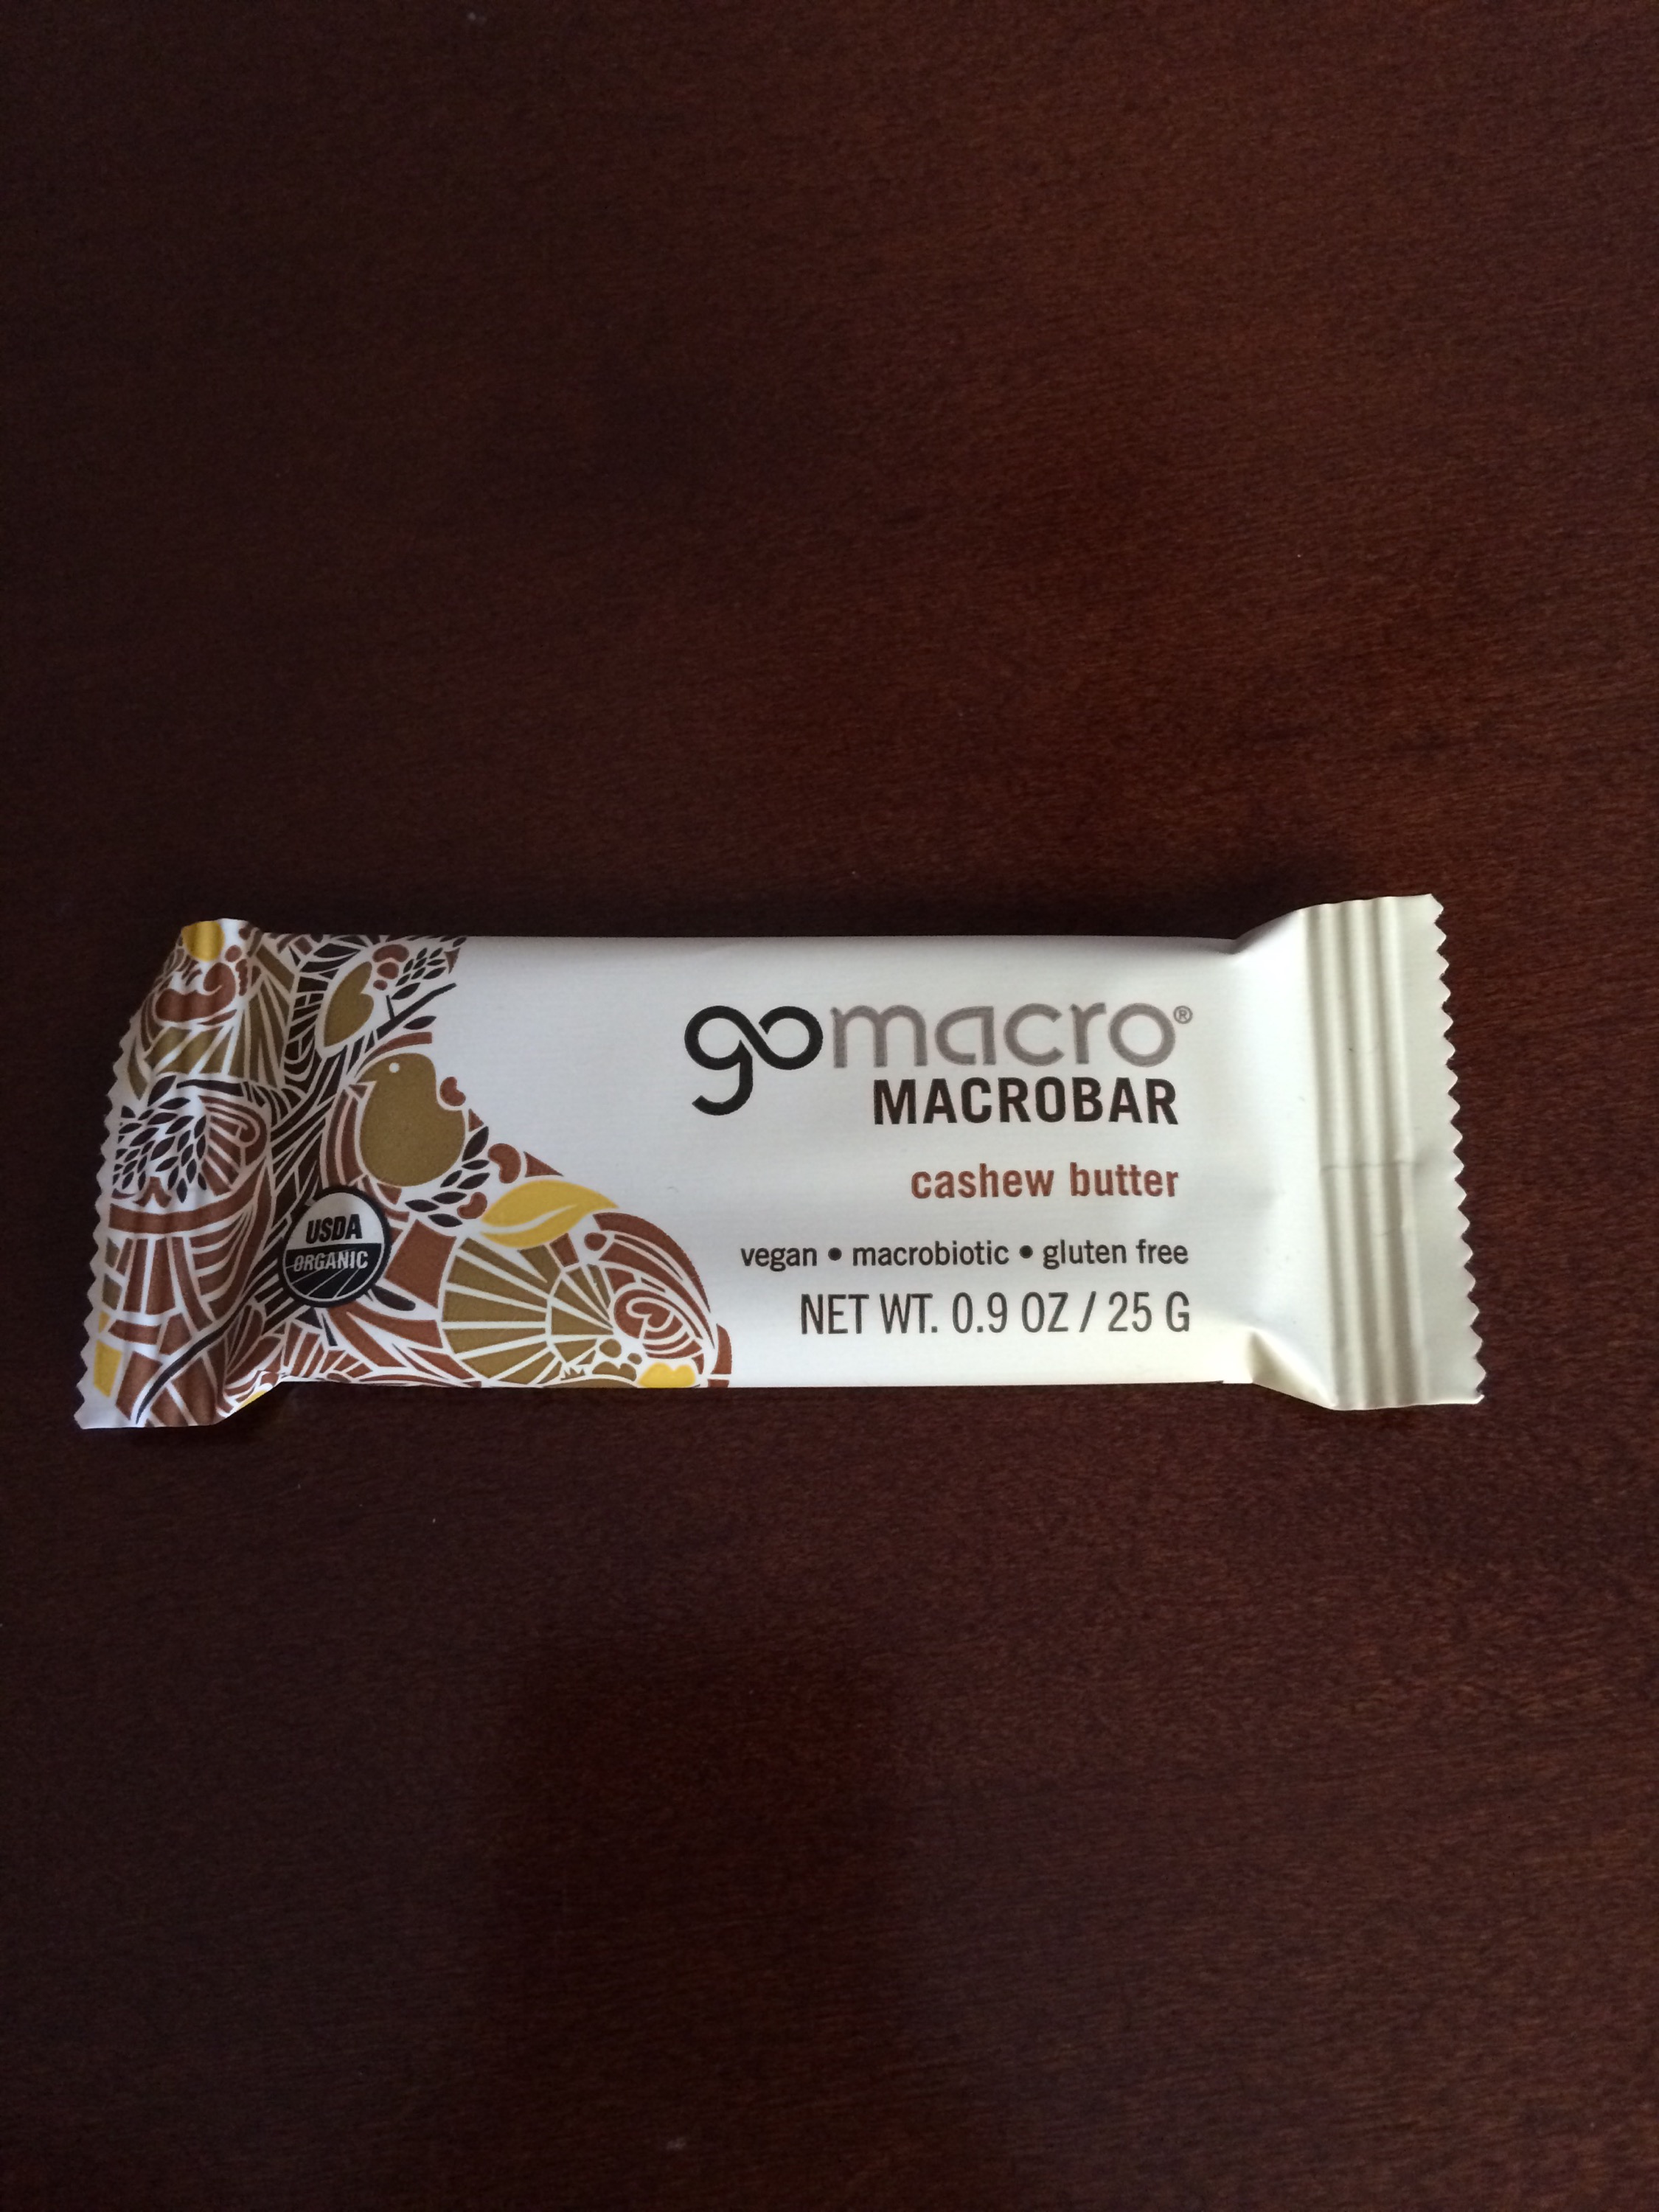 gomacro®
MACROBAR
cashew butter
vegan • macrobiotic • gluten free
NET WT. 0.9 OZ / 25 G
USDA
ORGANIC